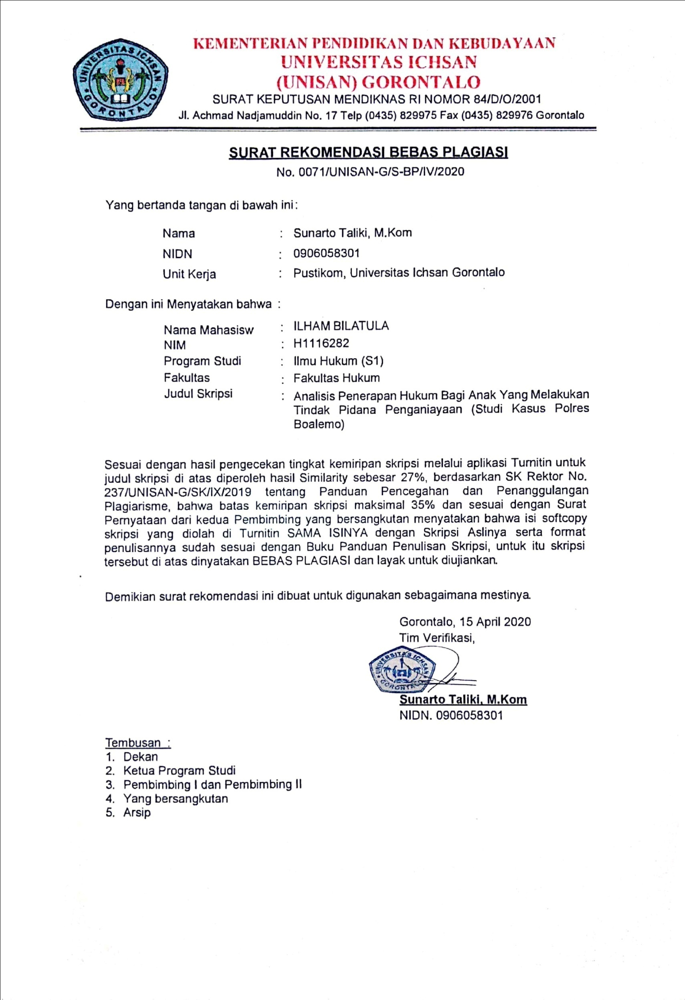 UNIVERSITAS ICHSAN
GORONTALO
KEMENTERIAN PENDIDIKAN DAN KEBUDAYAAN
UNIVERSITAS ICHSAN
(UNISAN) GORONTALO
SURAT KEPUTUSAN MENDIKNAS RI NOMOR 84/D/O/2001
Jl. Achmad Nadjamuddin No. 17 Telp (0435) 829975 Fax (0435) 829976 Gorontalo
SURAT REKOMENDASI BEBAS PLAGIASI
No. 0071/UNISAN-G/S-BP/IV/2020
Yang bertanda tangan di bawah ini:
Nama : Sunarto Taliki, M.Kom
NIDN : 0906058301
Unit Kerja : Pustikom, Universitas Ichsan Gorontalo
Dengan ini Menyatakan bahwa :
Nama Mahasisw : ILHAM BILATULA
NIM : H1116282
Program Studi : Ilmu Hukum (S1)
Fakultas : Fakultas Hukum
Judul Skripsi : Analisis Penerapan Hukum Bagi Anak Yang Melakukan
Tindak Pidana Penganiayaan (Studi Kasus Polres
Boalemo)
Sesuai dengan hasil pengecekan tingkat kemiripan skripsi melalui aplikasi Turnitin untuk
judul skripsi di atas diperoleh hasil Similarity sebesar 27%, berdasarkan SK Rektor No.
237/UNISAN-G/SK/IX/2019 tentang Panduan Pencegahan dan Penanggulangan
Plagiarisme, bahwa batas kemiripan skripsi maksimal 35% dan sesuai dengan Surat
Pernyataan dari kedua Pembimbing yang bersangkutan menyatakan bahwa isi softcopy
skripsi yang diolah di Turnitin SAMA ISINYA dengan Skripsi Aslinya serta format
penulisannya sudah sesuai dengan Buku Panduan Penulisan Skripsi, untuk itu skripsi
tersebut di atas dinyatakan BEBAS PLAGIASI dan layak untuk diujiankan.
Demikian surat rekomendasi ini dibuat untuk digunakan sebagaimana mestinya.
Gorontalo, 15 April 2020
Tim Verifikasi,
UNIVERSITAS ICHSAN
GORONTALO
Sunarto Taliki, M.Kom
NIDN. 0906058301
Tembusan :
1. Dekan
2. Ketua Program Studi
3. Pembimbing I dan Pembimbing II
4. Yang bersangkutan
5. Arsip